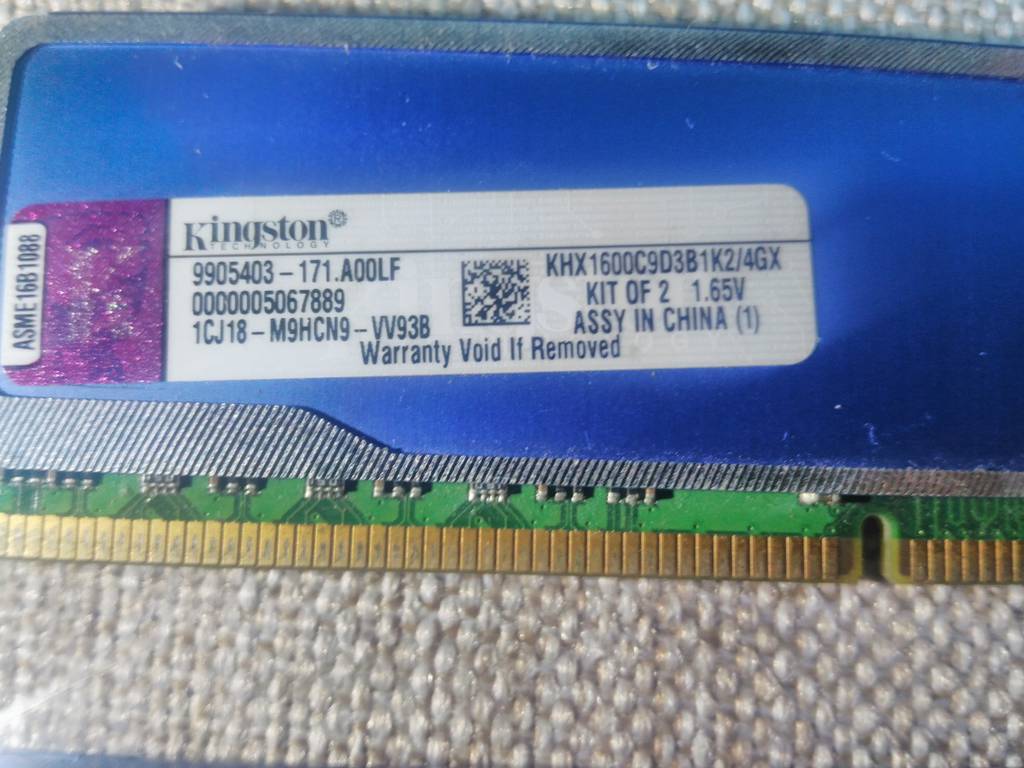 ASME16B1088
Kingston®
TECHNOLOGY
9905403-171.A00LF
0000005067889
1CJ18-M9HCN9-VV93B
KHX1600C9D3B1K2/4GX
KIT OF 2 1.65V
ASSY IN CHINA (1)
Warranty Void If Removed